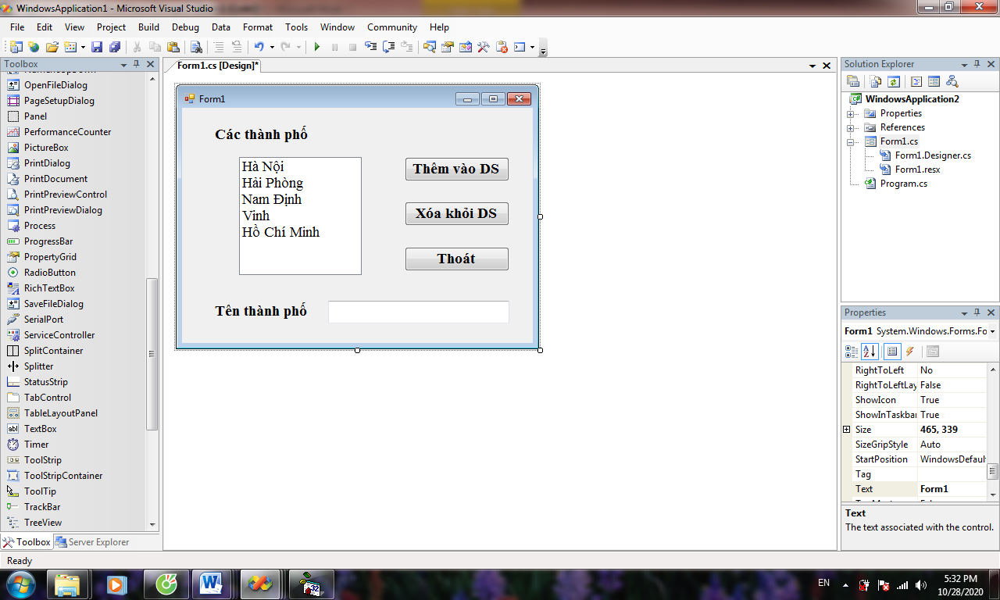 WindowsApplication1 - Microsoft Visual Studio
File Edit View Project Build Debug Data Format Tools Window Community Help
Toolbox
OpenFileDialog
PageSetupDialog
Panel
PerformanceCounter
PictureBox
PrintDialog
PrintDocument
PrintPreviewControl
PrintPreviewDialog
Process
ProgressBar
PropertyGrid
RadioButton
RichTextBox
SaveFileDialog
SerialPort
ServiceController
SplitContainer
Splitter
StatusStrip
TabControl
TableLayoutPanel
TextBox
Timer
ToolStrip
ToolStripContainer
ToolTip
TrackBar
TreeView
Toolbox Server Explorer
Form1.cs [Design]*
Form1
Các thành phố
Hà Nội
Hải Phòng
Nam Định
Vinh
Hồ Chí Minh
Thêm vào DS
Xóa khỏi DS
Thoát
Tên thành phố
Solution Explorer
WindowsApplication2
Properties
References
Form1.cs
Form1.Designer.cs
Form1.resx
Program.cs
Properties
Form1 System.Windows.Forms.Fo
RightToLeft No
RightToLeftLay False
ShowIcon True
ShowInTaskbar True
Size 465, 339
SizeGripStyle Auto
StartPosition WindowsDefault
Tag
Text Form1
Text
The text associated with the control.
Ready
EN
5:32 PM
10/28/2020